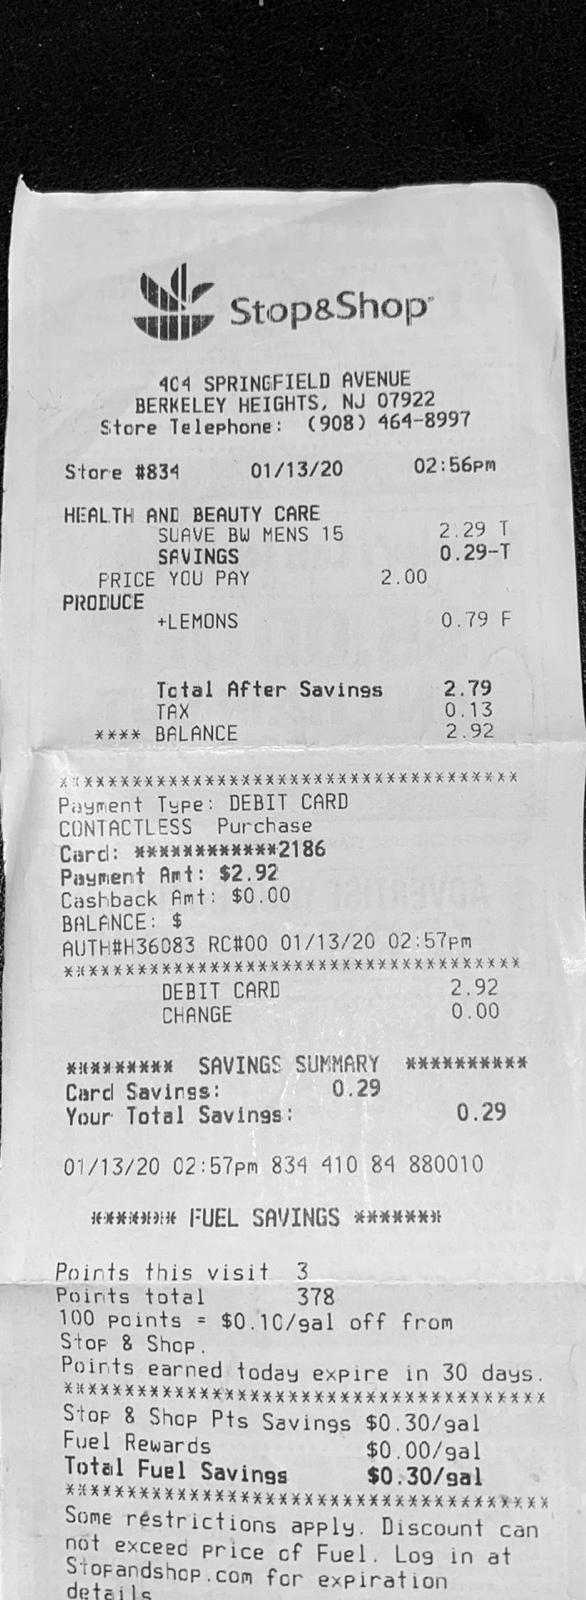 Stop&Shop
404 SPRINGFIELD AVENUE
BERKELEY HEIGHTS, NJ 07922
Store Telephone: (908) 464-8997
Store #834 01/13/20 02:56pm
HEALTH AND BEAUTY CARE
SUAVE BW MENS 15 2.29 T
SAVINGS 0.29-T
PRICE YOU PAY 2.00
PRODUCE
+LEMONS 0.79 F
Total After Savings 2.79
TAX 0.13
**** BALANCE 2.92
***************************************
Payment Type: DEBIT CARD
CONTACTLESS Purchase
Card: ************2186
Payment Amt: $2.92
Cashback Amt: $0.00
BALANCE: $
AUTH#H36083 RC#00 01/13/20 02:57pm
***************************************
DEBIT CARD 2.92
CHANGE 0.00
********* SAVINGS SUMMARY **********
Card Savings: 0.29
Your Total Savings: 0.29
01/13/20 02:57pm 834 410 84 880010
******* FUEL SAVINGS *******
Points this visit 3
Points total 378
100 points = $0.10/gal off from
Stop & Shop.
Points earned today expire in 30 days.
***************************************
Stop & Shop Pts Savings $0.30/gal
Fuel Rewards $0.00/gal
Total Fuel Savings $0.30/gal
***************************************
Some restrictions apply. Discount can
not exceed price of Fuel. Log in at
Stopandshop.com for expiration
details